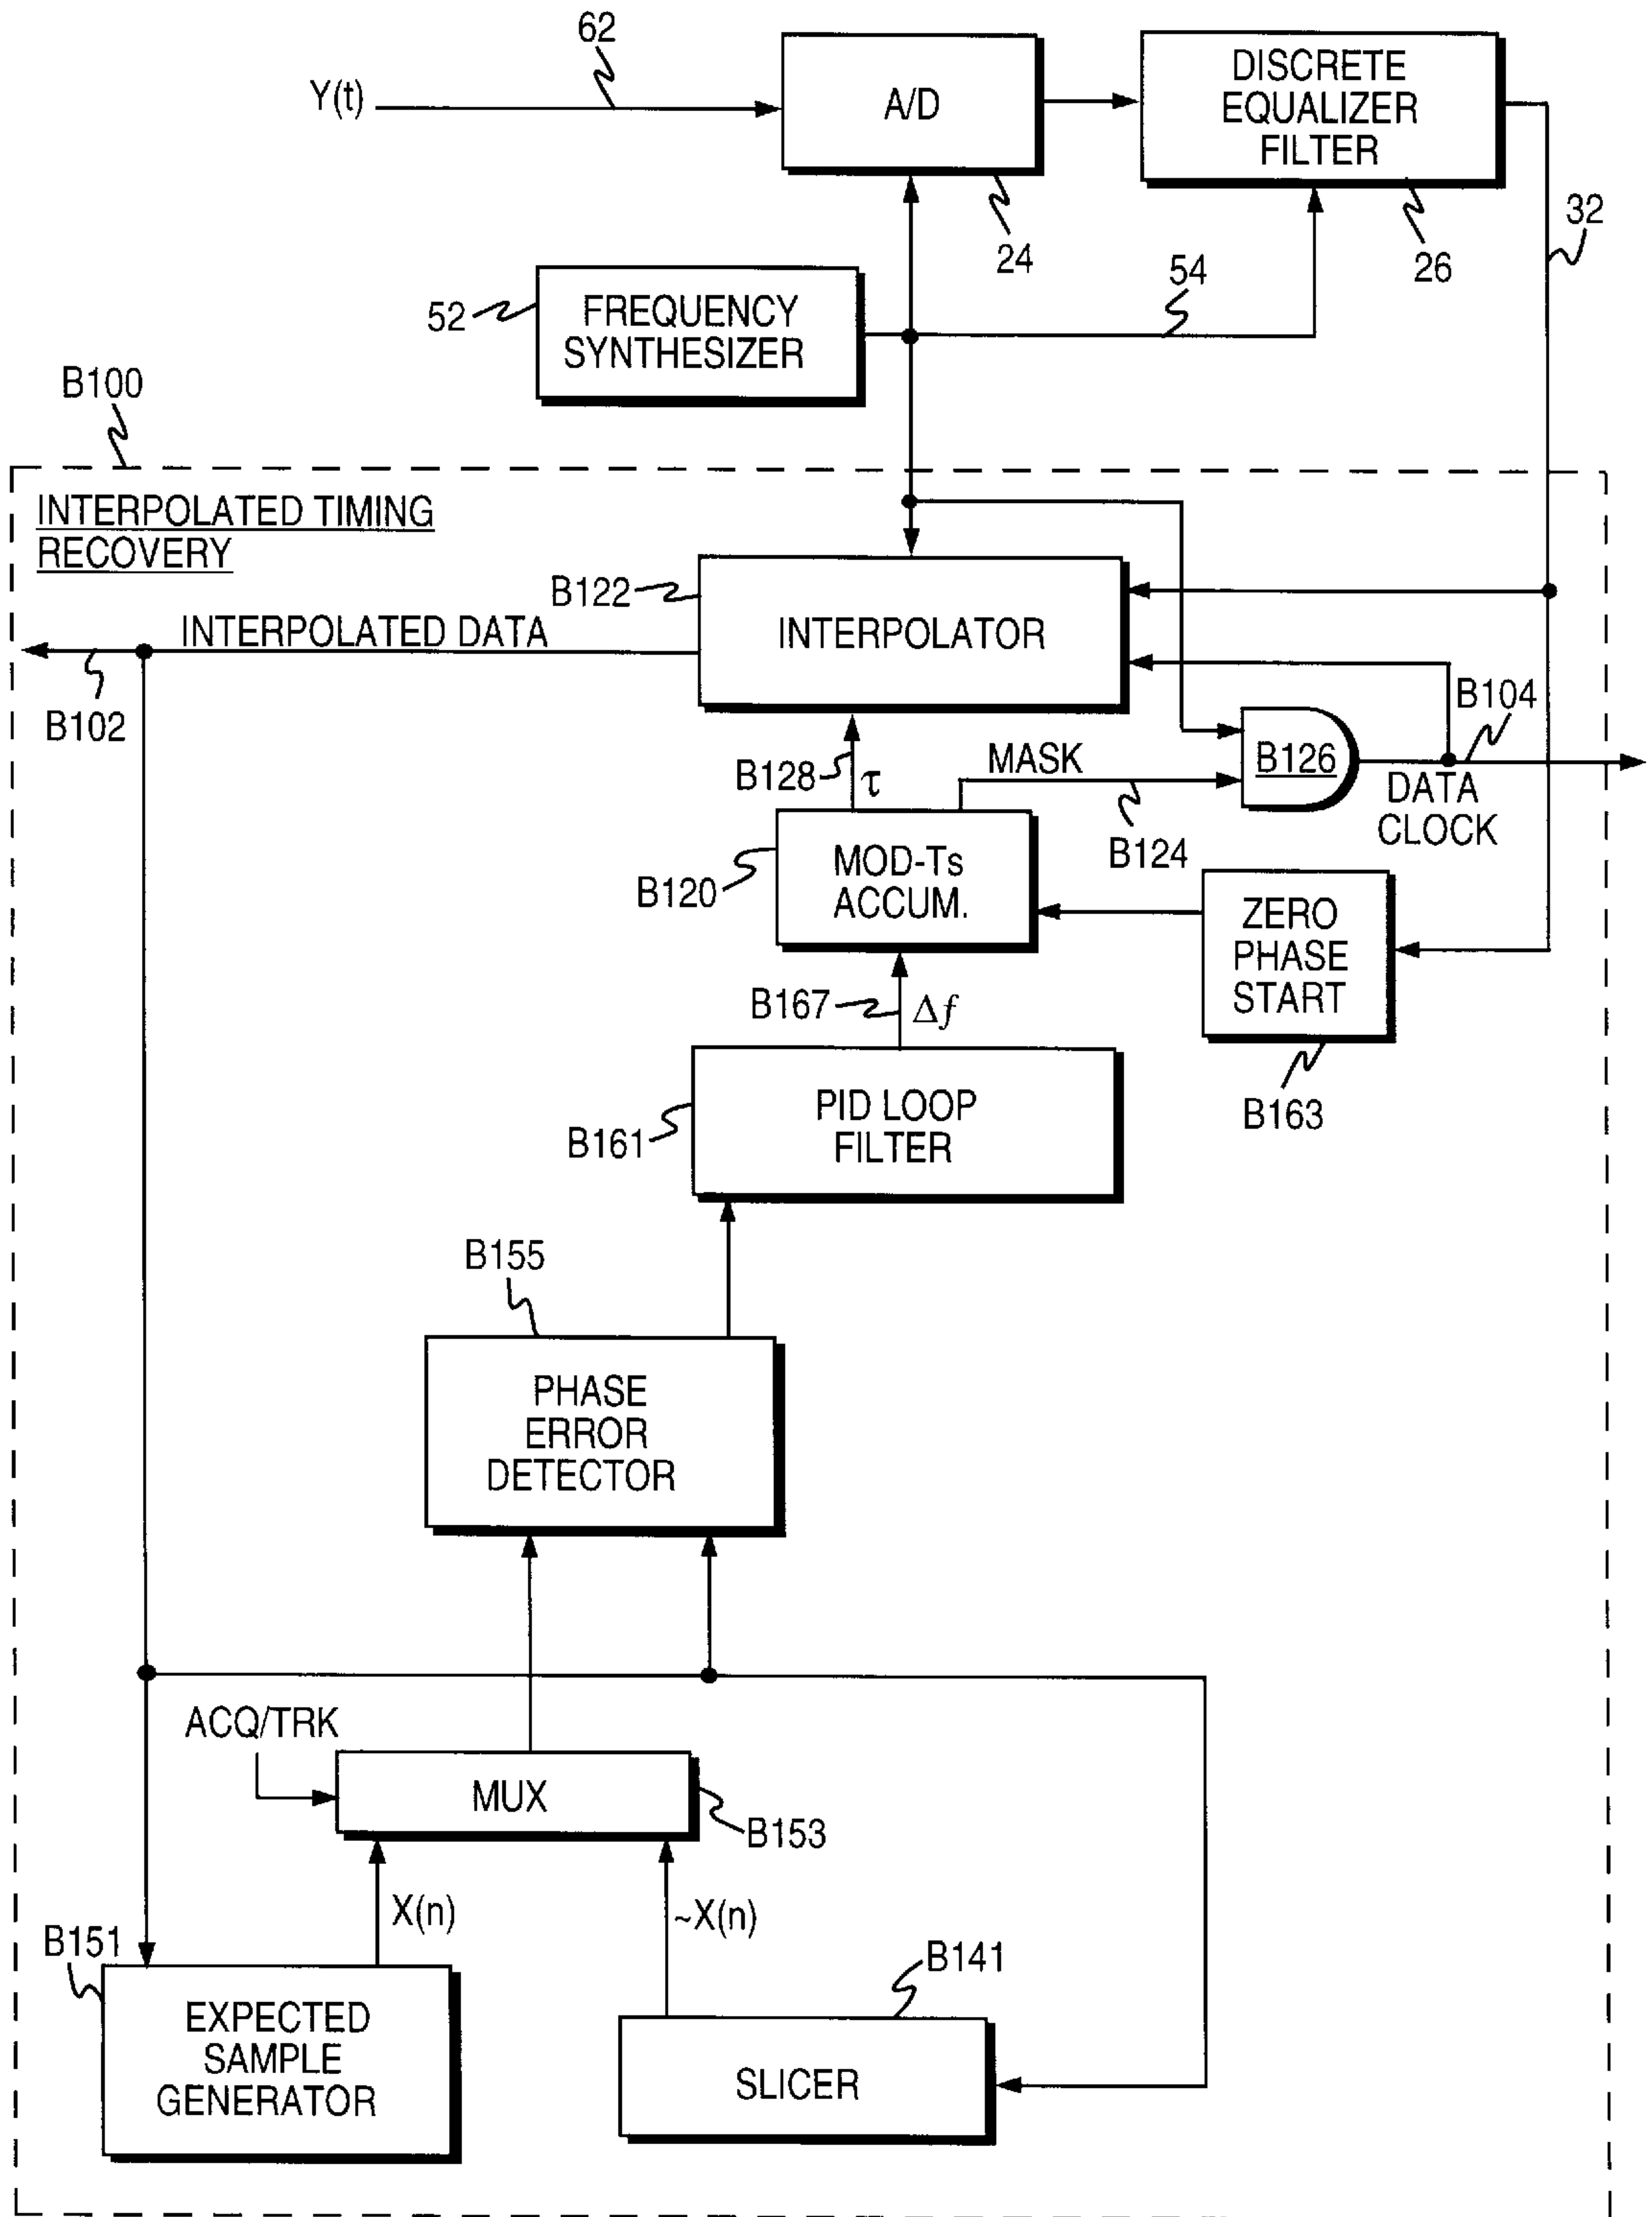 62
Y(t)
A/D
DISCRETE
EQUALIZER
FILTER
24
26
32
54
52
FREQUENCY
SYNTHESIZER
B100
INTERPOLATED TIMING
RECOVERY
B122
INTERPOLATOR
INTERPOLATED DATA
B102
B104
B126
DATA
CLOCK
B128
τ
MASK
B124
B120
MOD-Ts
ACCUM.
ZERO
PHASE
START
B163
B167
Δf
B161
PID LOOP
FILTER
B155
PHASE
ERROR
DETECTOR
ACQ/TRK
MUX
B153
X(n)
~X(n)
B151
EXPECTED
SAMPLE
GENERATOR
B141
SLICER